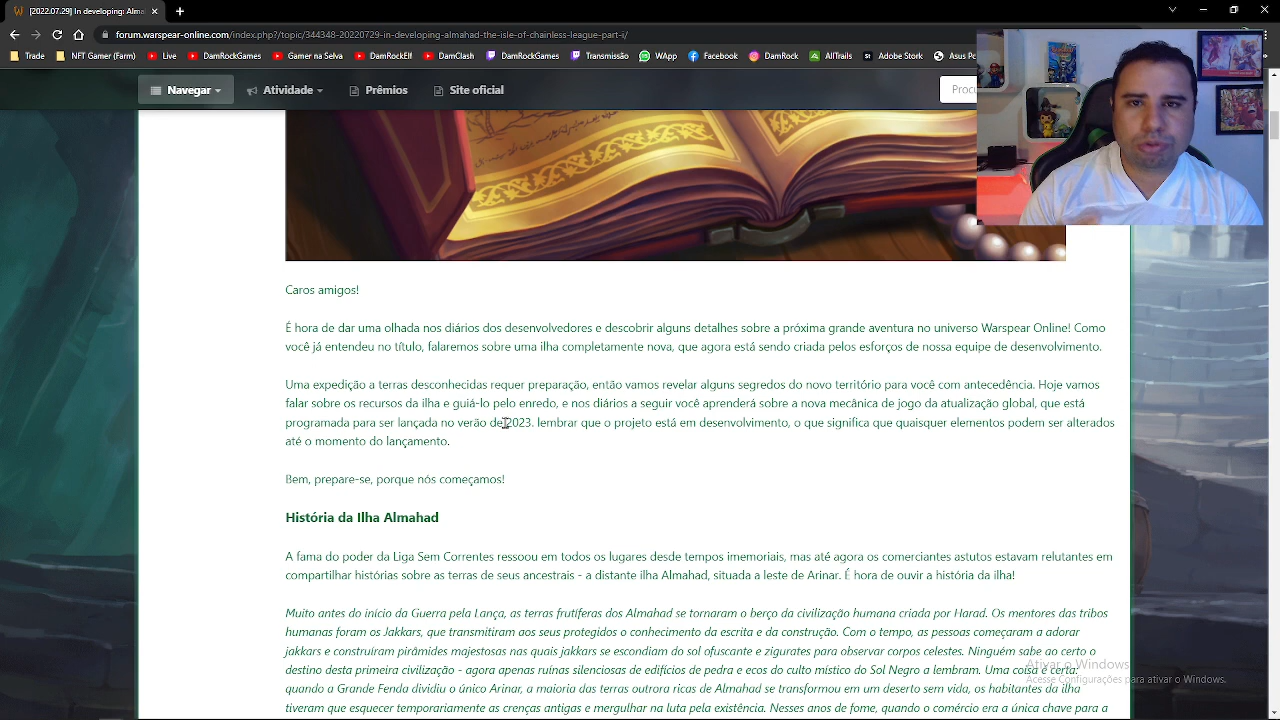 [2022.07.29] In developing: Almah
forum.warspear-online.com/index.php?/topic/344348-20220729-in-developing-almahad-the-island-of-chainless-league-part-i/
Trade NFT Gamer (Farm) Live DamRockGames Gamer na Selva DamRockElf DamClash DamRockGames Transmissão WApp Facebook DamRock AliTools Adobe Stork Asus Pe
Navegar Atividade Prêmios Site oficial Procu
Caros amigos!
É hora de dar uma olhada nos diários dos desenvolvedores e descobrir alguns detalhes sobre a próxima grande aventura no universo Warspear Online! Como
você já entendeu no título, falaremos sobre uma ilha completamente nova, que agora está sendo criada pelos esforços de nossa equipe de desenvolvimento.
Uma expedição a terras desconhecidas requer preparação, então vamos revelar alguns segredos do novo território para você com antecedência. Hoje vamos
falar sobre os recursos da ilha e guiá-lo pelo enredo, e nos diários a seguir você aprenderá sobre a nova mecânica de jogo da atualização global, que está
programada para ser lançada no verão de 2023. lembrar que o projeto está em desenvolvimento, o que significa que quaisquer elementos podem ser alterados
até o momento do lançamento.
Bem, prepare-se, porque nós começamos!
História da Ilha Almahad
A fama do poder da Liga Sem Correntes ressoou em todos os lugares desde tempos imemoriais, mas até agora os comerciantes astutos estavam relutantes em
compartilhar histórias sobre as terras de seus ancestrais - a distante ilha Almahad, situada a leste de Arinar. É hora de ouvir a história da ilha!
Muito antes do início da Guerra pela Lança, as terras frutíferas dos Almahad se tornaram o berço da civilização humana criada por Harad. Os mentores das tribos
humanas foram os Jakkars, que transmitiram aos seus protegidos o conhecimento da escrita e da construção. Com o tempo, as pessoas começaram a adorar
jakkars e construíram pirâmides majestosas nas quais jakkars se escondiam do sol ofuscante e zigurates para observar corpos celestes. Ninguém sabe ao certo o
destino desta primeira civilização - agora apenas ruínas silenciosas de edifícios de pedra e ecos do culto místico do Sol Negro a lembram. Uma coisa é certa:
quando a Grande Fenda dividiu o único Arinar, a maioria das terras outrora ricas de Almahad se transformou em um deserto sem vida, os habitantes da ilha
tiveram que esquecer temporariamente as crenças antigas e mergulhar na luta pela existência. Nesses anos de fome, quando o comércio era a única chave para a
Ativar o Windows
Acesse Configurações para ativar o Windows.